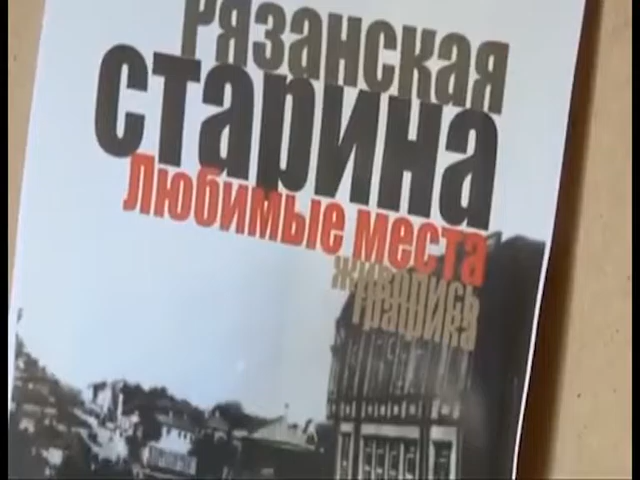 Рязанская
старина
Любимые места
живопись
графика